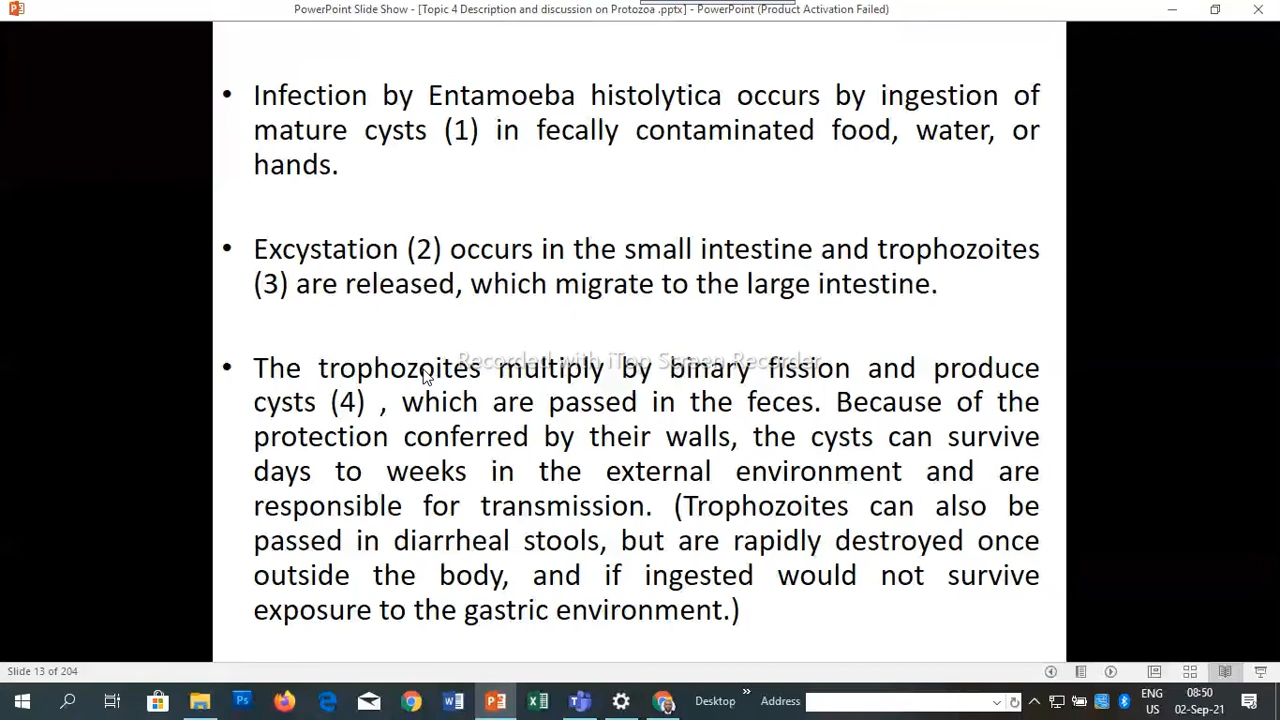 PowerPoint Slide Show - [Topic 4 Description and discussion on Protozoa .pptx] - PowerPoint (Product Activation Failed)
• Infection by Entamoeba histolytica occurs by ingestion of
mature cysts (1) in fecally contaminated food, water, or
hands.
• Excystation (2) occurs in the small intestine and trophozoites
(3) are released, which migrate to the large intestine.
Recorded with iTop Screen Recorder
• The trophozoites multiply by binary fission and produce
cysts (4) , which are passed in the feces. Because of the
protection conferred by their walls, the cysts can survive
days to weeks in the external environment and are
responsible for transmission. (Trophozoites can also be
passed in diarrheal stools, but are rapidly destroyed once
outside the body, and if ingested would not survive
exposure to the gastric environment.)
Slide 13 of 204
Desktop » Address ENG 08:50
US 02-Sep-21